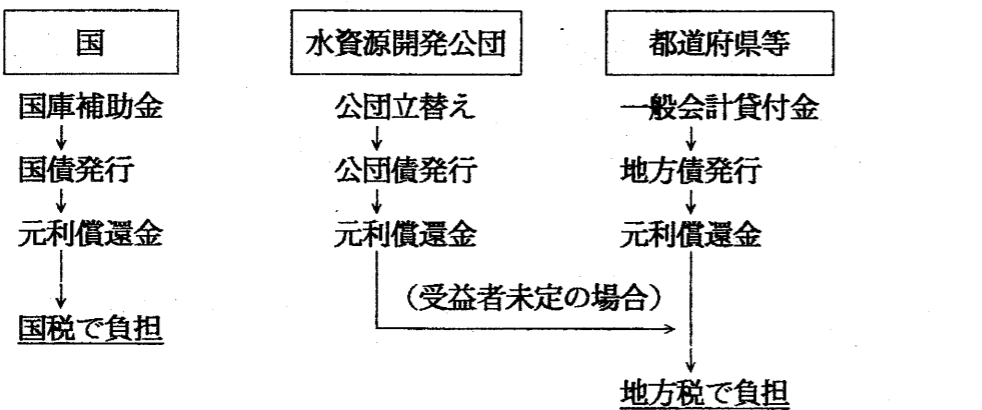 国
国庫補助金
国債発行
元利償還金
国税で負担
水資源開発公団
公団立替え
公団債発行
元利償還金
(受益者未定の場合)
都道府県等
一般会計貸付金
地方債発行
元利償還金
地方税で負担